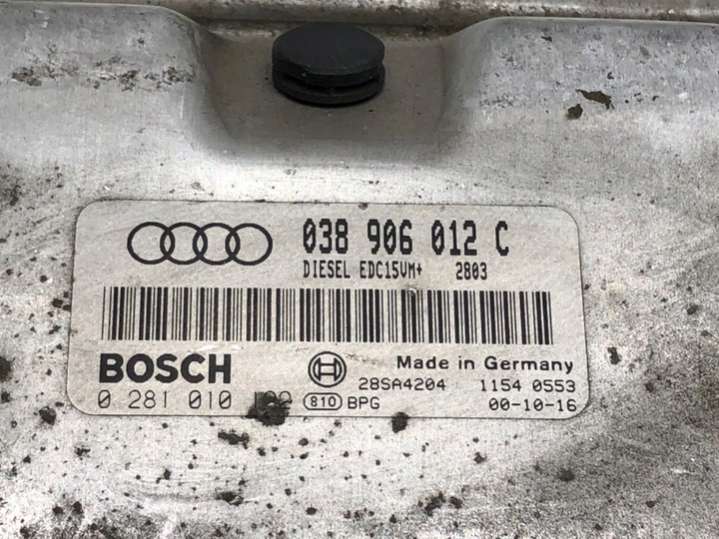 038 906 012 C
DIESEL EDC15VM+ 2803
BOSCH Made in Germany
28SA4204 1154 0553
0 281 010 810 BPG 00-10-16